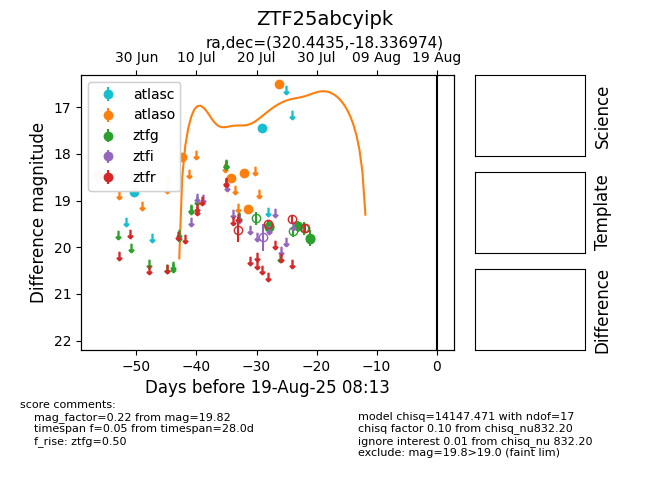 ZTF25abcyipk
ra,dec=(320.4435,-18.336974)
30 Jun 10 Jul 20 Jul 30 Jul 09 Aug 19 Aug
atlasc
atlaso
ztfg
ztfi
ztfr
17
18
19
20
21
22
Difference magnitude
−50 −40 −30 −20 −10 0
Days before 19-Aug-25 08:13
Science
Template
Difference
score comments:
mag_factor=0.22 from mag=19.82
timespan f=0.05 from timespan=28.0d
f_rise: ztfg=0.50
model chisq=14147.471 with ndof=17
chisq factor 0.10 from chisq_nu832.20
ignore interest 0.01 from chisq_nu 832.20
exclude: mag=19.8>19.0 (faint lim)